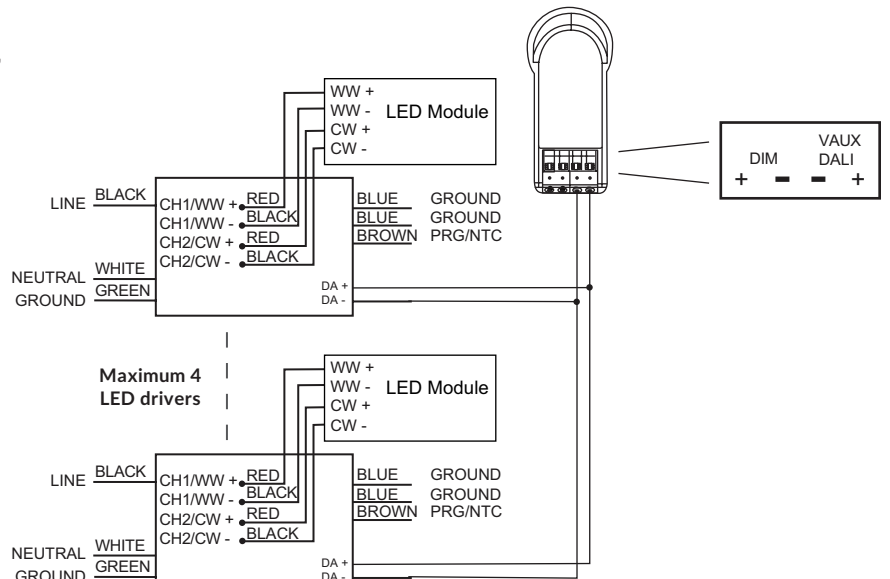 WW +
WW -
CW +
CW -
LED Module
VAUX
DIM
DALI
+ - - +
LINE
BLACK
NEUTRAL
WHITE
GROUND
GREEN
CH1/WW +
CH1/WW -
CH2/CW +
CH2/CW -
RED
BLACK
RED
BLACK
BLUE GROUND
BLUE GROUND
BROWN PRG/NTC
DA +
DA -
Maximum 4
LED drivers
WW +
WW -
CW +
CW -
LED Module
LINE
BLACK
NEUTRAL
WHITE
GROUND
GREEN
CH1/WW +
CH1/WW -
CH2/CW +
CH2/CW -
RED
BLACK
RED
BLACK
BLUE GROUND
BLUE GROUND
BROWN PRG/NTC
DA +
DA -